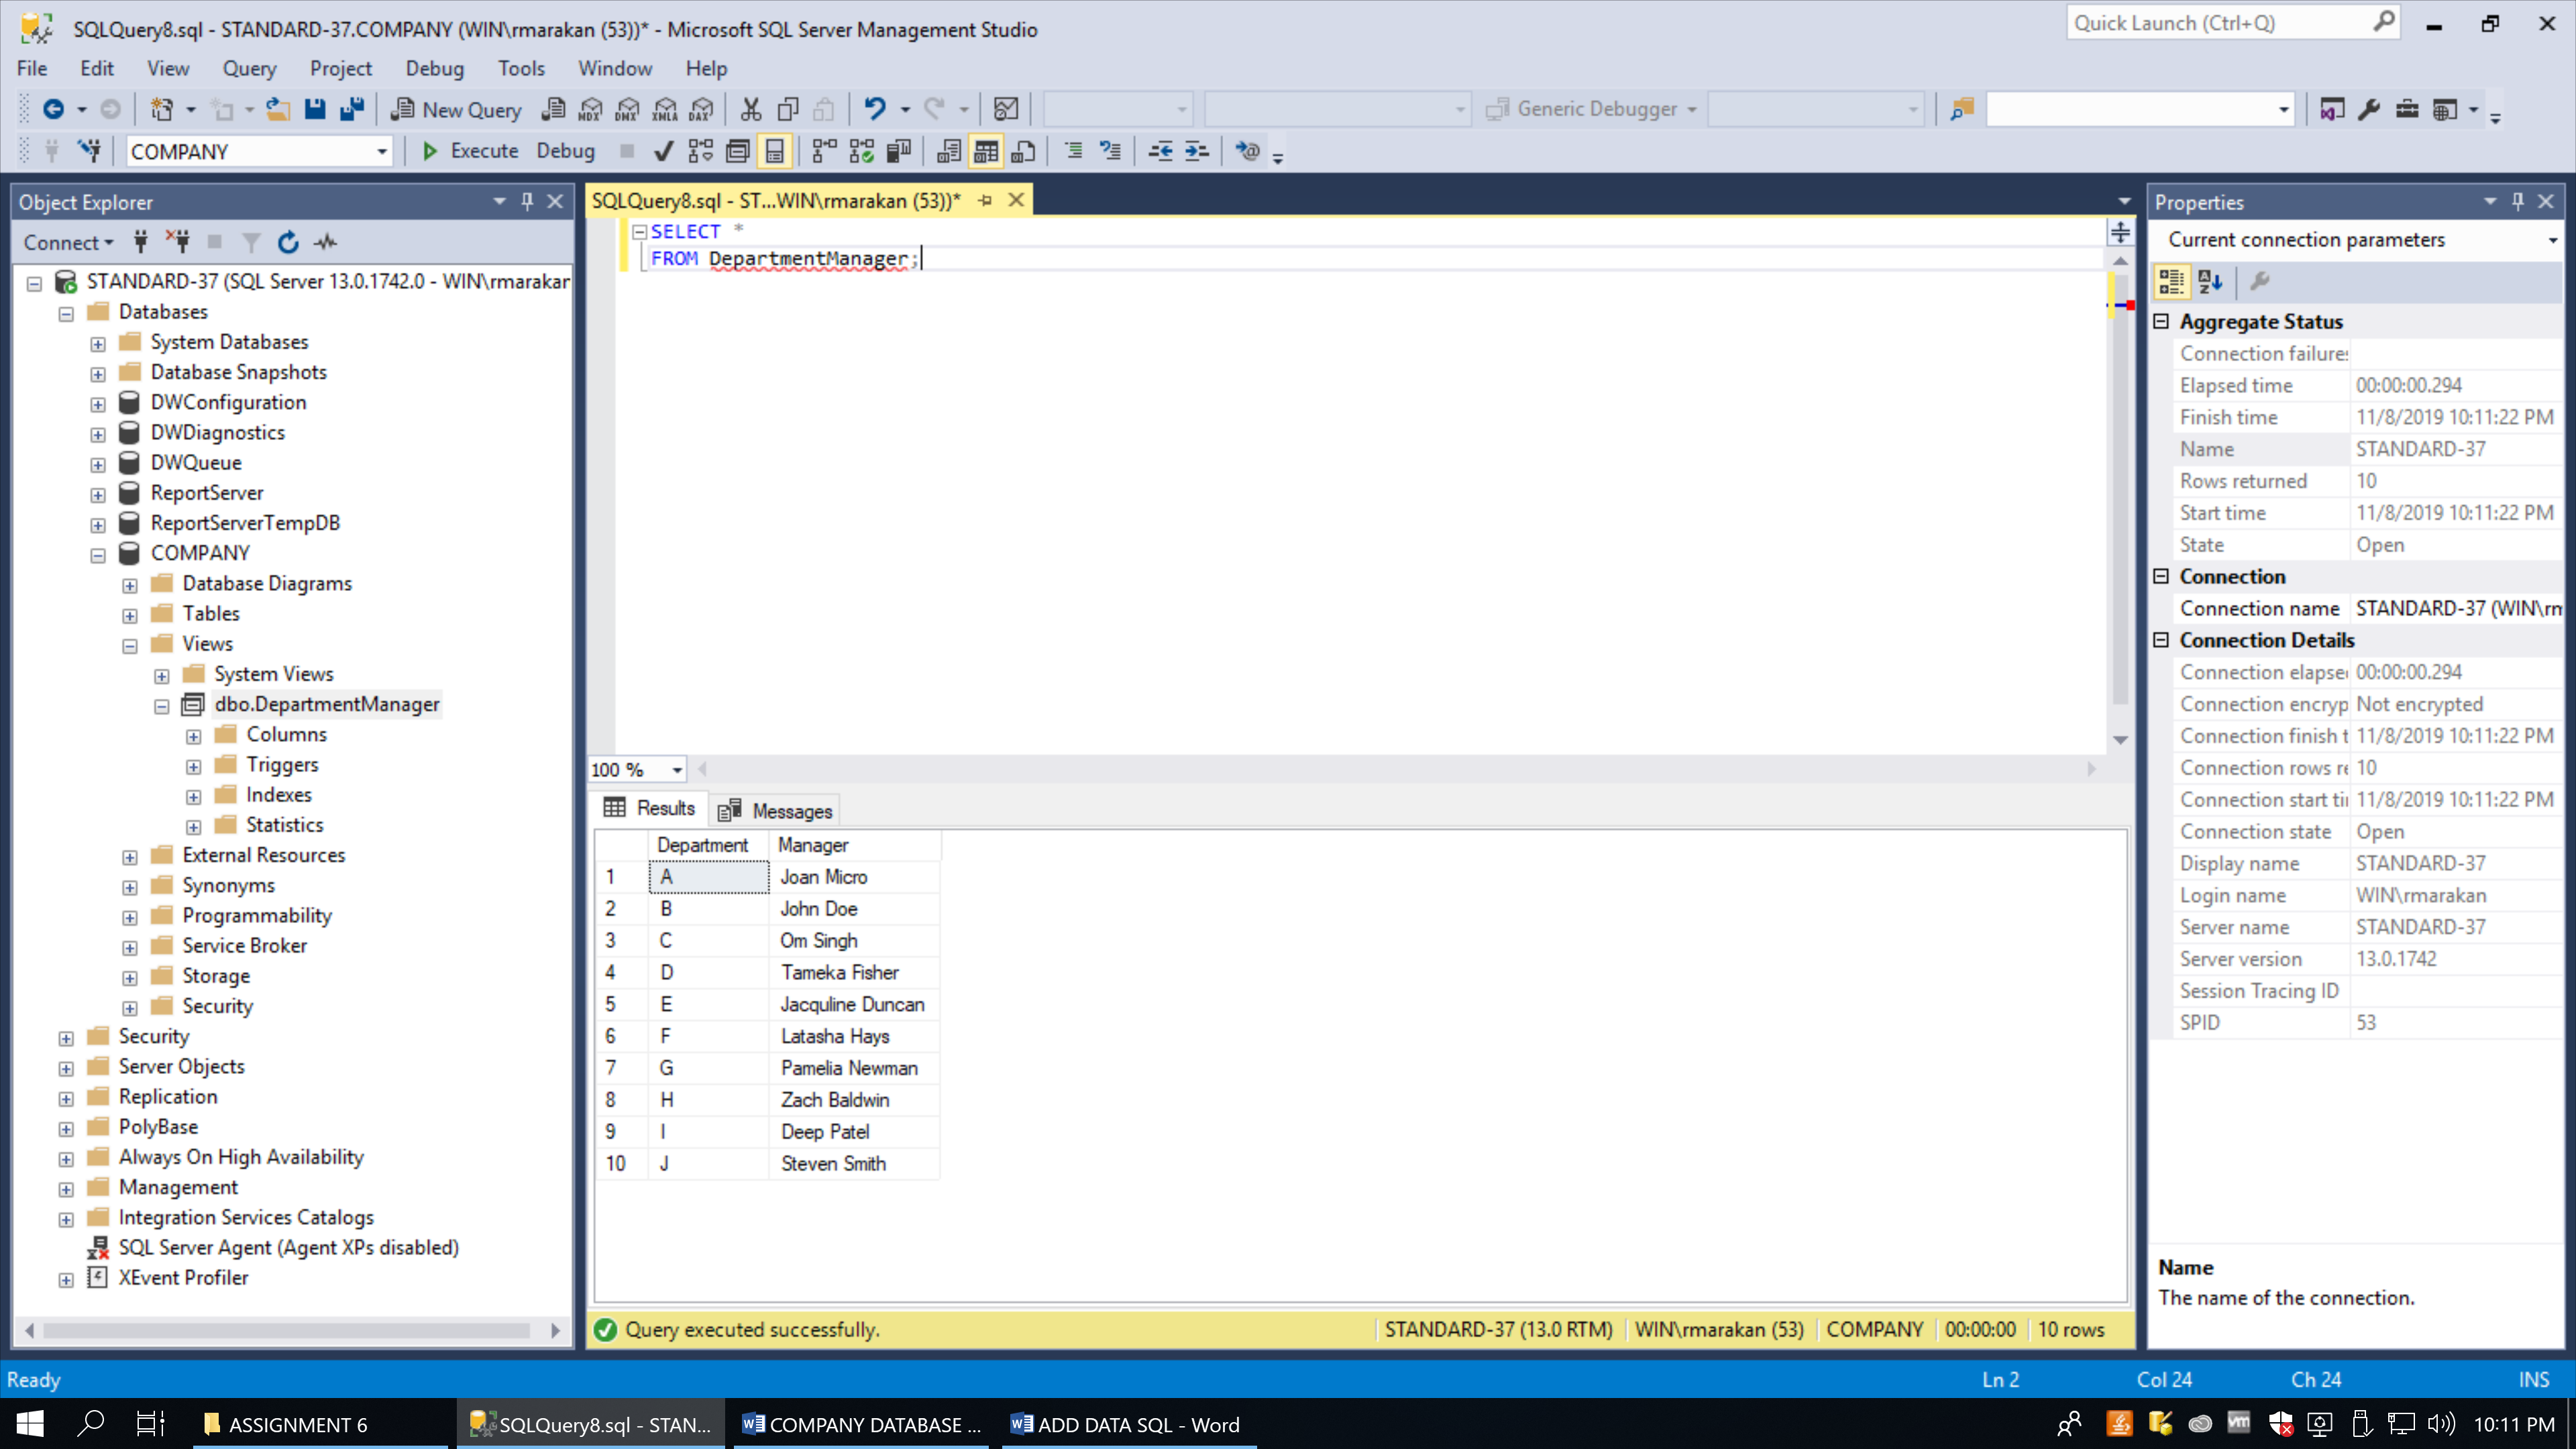 SQLQuery8.sql - STANDARD-37.COMPANY (WIN\rmarakan (53))* - Microsoft SQL Server Management Studio
Quick Launch (Ctrl+Q)
File Edit View Query Project Debug Tools Window Help
New Query MDX DMX XMLA DAX Generic Debugger
COMPANY Execute Debug
Object Explorer
Connect
STANDARD-37 (SQL Server 13.0.1742.0 - WIN\rmarakar
Databases
System Databases
Database Snapshots
DWConfiguration
DWDiagnostics
DWQueue
ReportServer
ReportServerTempDB
COMPANY
Database Diagrams
Tables
Views
System Views
dbo.DepartmentManager
Columns
Triggers
Indexes
Statistics
External Resources
Synonyms
Programmability
Service Broker
Storage
Security
Security
Server Objects
Replication
PolyBase
Always On High Availability
Management
Integration Services Catalogs
SQL Server Agent (Agent XPs disabled)
XEvent Profiler
SQLQuery8.sql - ST...WIN\rmarakan (53))*
SELECT *
FROM DepartmentManager;
100 %
Results Messages
Department Manager
1 A Joan Micro
2 B John Doe
3 C Om Singh
4 D Tameka Fisher
5 E Jacquline Duncan
6 F Latasha Hays
7 G Pamelia Newman
8 H Zach Baldwin
9 I Deep Patel
10 J Steven Smith
Query executed successfully. STANDARD-37 (13.0 RTM) WIN\rmarakan (53) COMPANY 00:00:00 10 rows
Properties
Current connection parameters
Aggregate Status
Connection failures
Elapsed time 00:00:00.294
Finish time 11/8/2019 10:11:22 PM
Name STANDARD-37
Rows returned 10
Start time 11/8/2019 10:11:22 PM
State Open
Connection
Connection name STANDARD-37 (WIN\rm
Connection Details
Connection elapse 00:00:00.294
Connection encryp Not encrypted
Connection finish t 11/8/2019 10:11:22 PM
Connection rows re 10
Connection start ti 11/8/2019 10:11:22 PM
Connection state Open
Display name STANDARD-37
Login name WIN\rmarakan
Server name STANDARD-37
Server version 13.0.1742
Session Tracing ID
SPID 53
Name
The name of the connection.
Ready Ln 2 Col 24 Ch 24 INS
ASSIGNMENT 6 SQLQuery8.sql - STAN... COMPANY DATABASE ... ADD DATA SQL - Word 10:11 PM